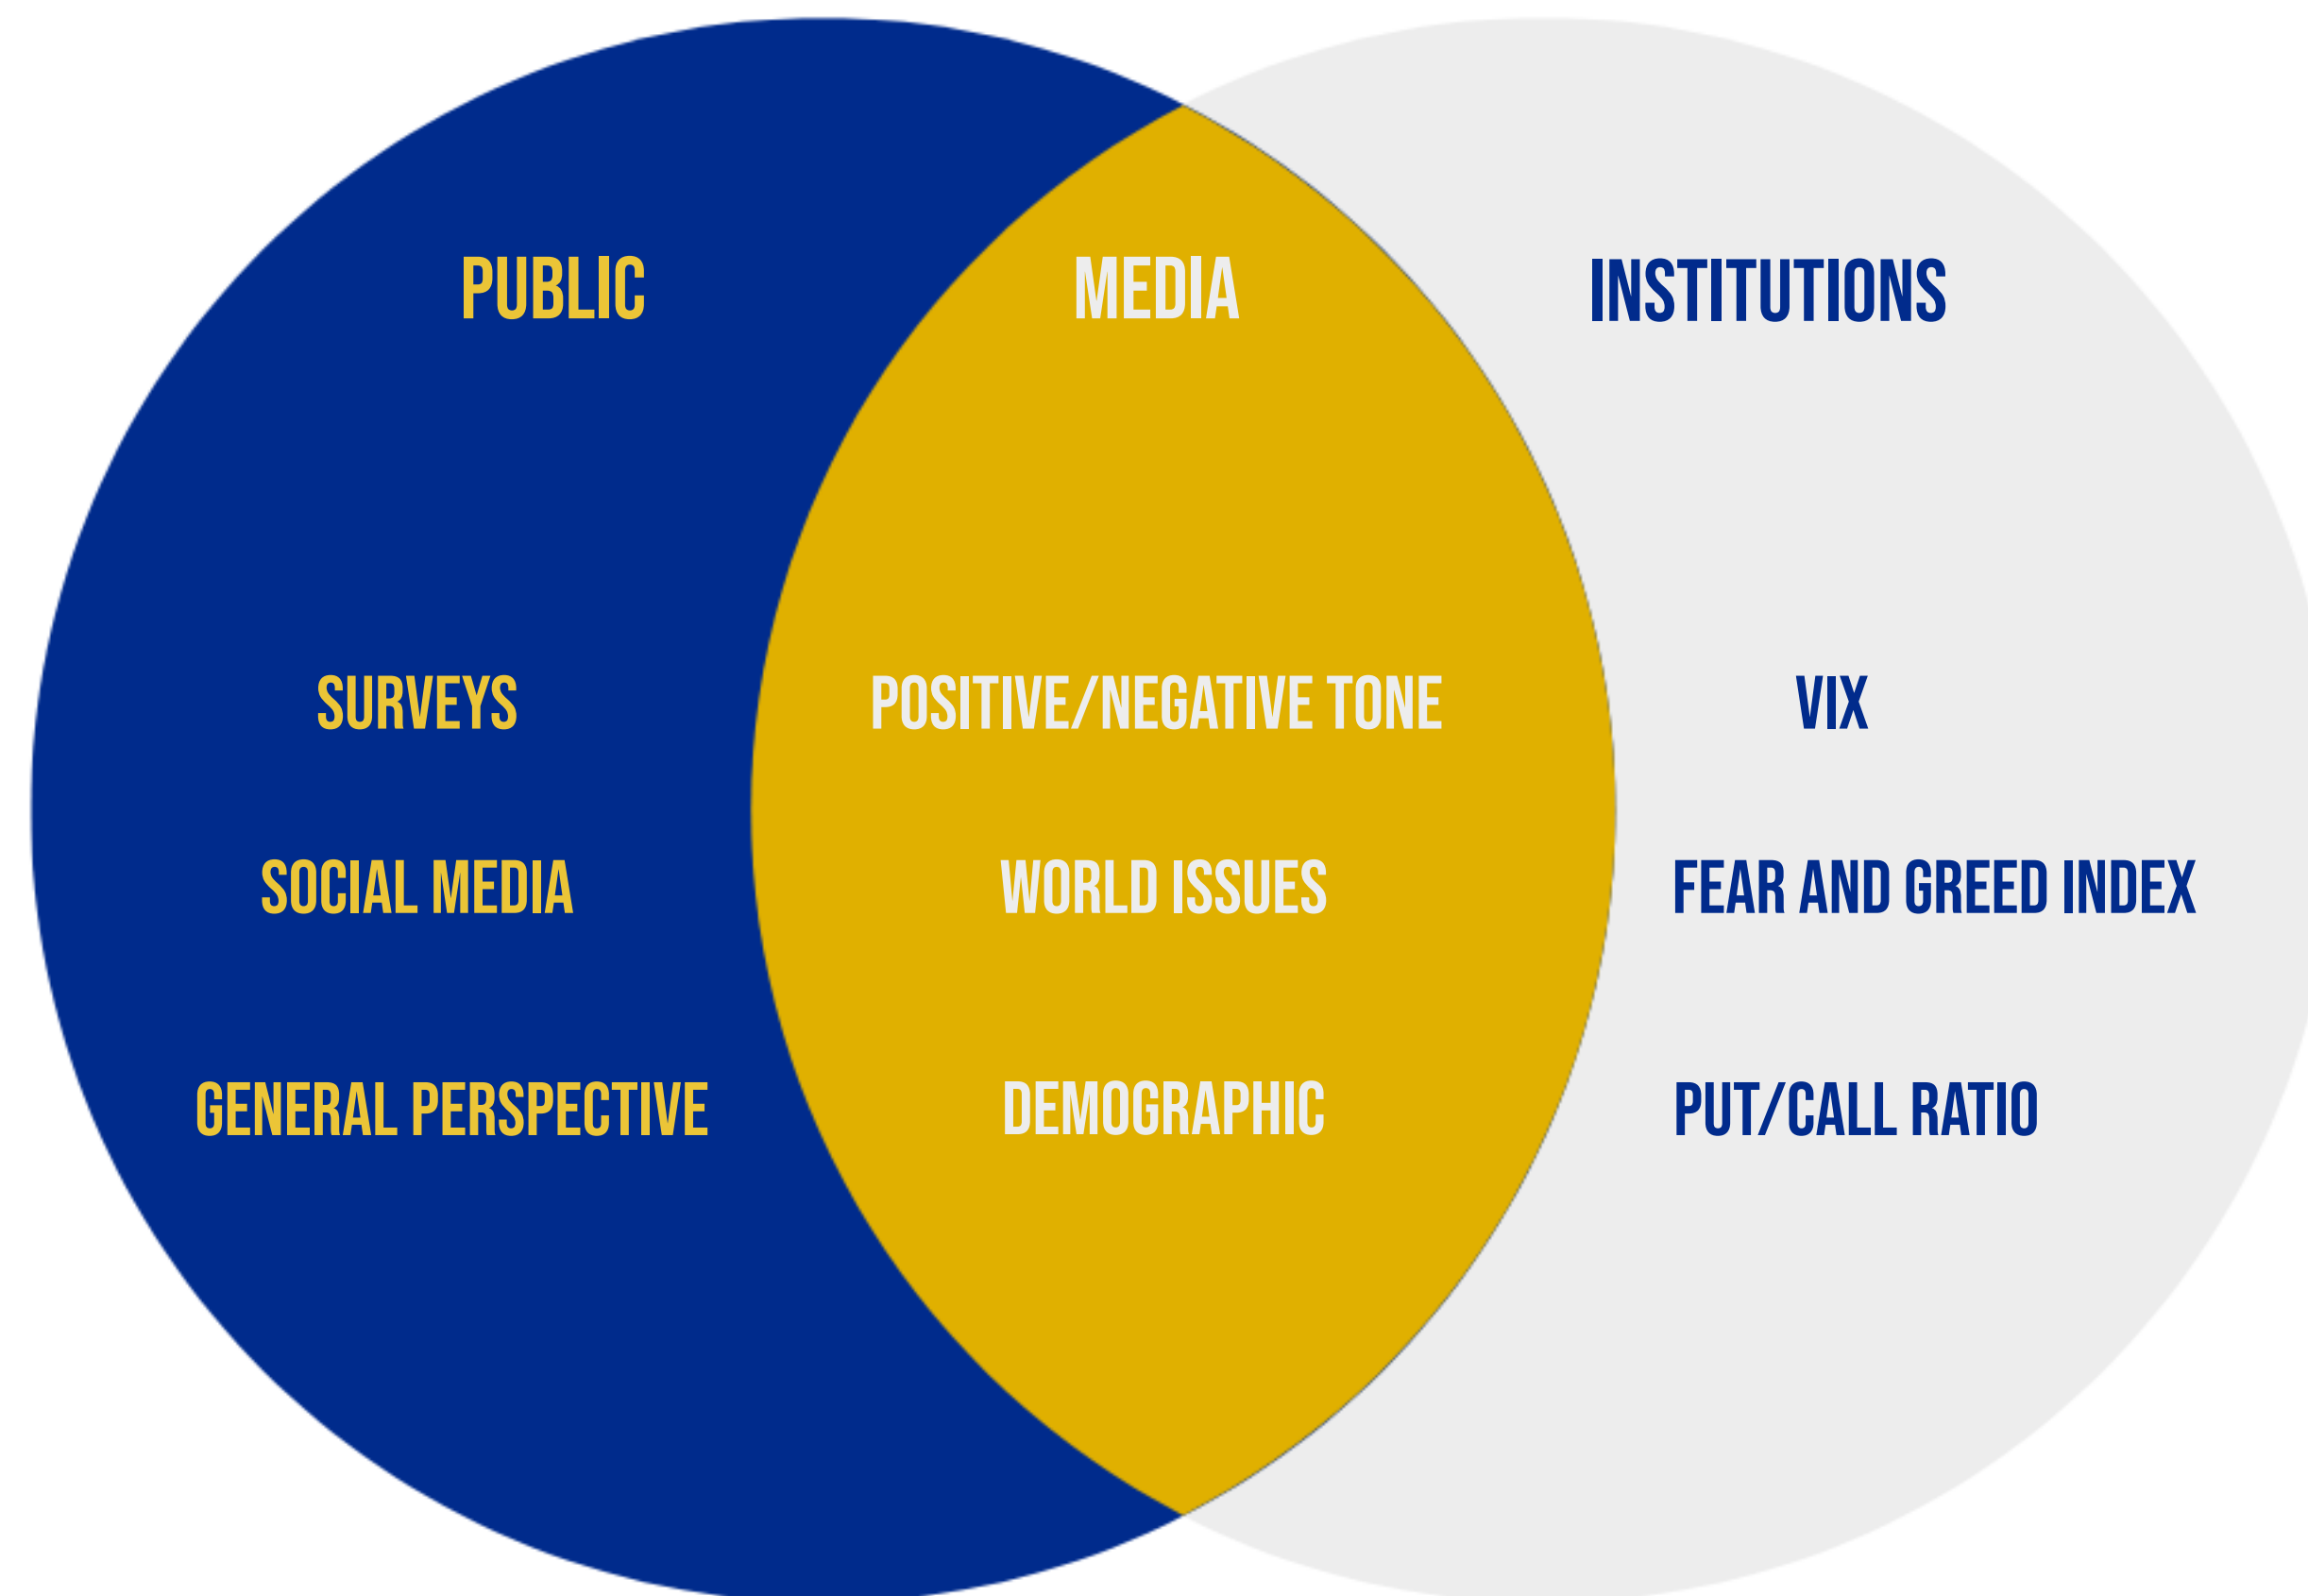 PUBLIC
MEDIA
INSTITUTIONS
SURVEYS
POSITIVE/NEGATIVE TONE
VIX
SOCIAL MEDIA
WORLD ISSUES
FEAR AND GREED INDEX
GENERAL PERSPECTIVE
DEMOGRAPHIC
PUT/CALL RATIO